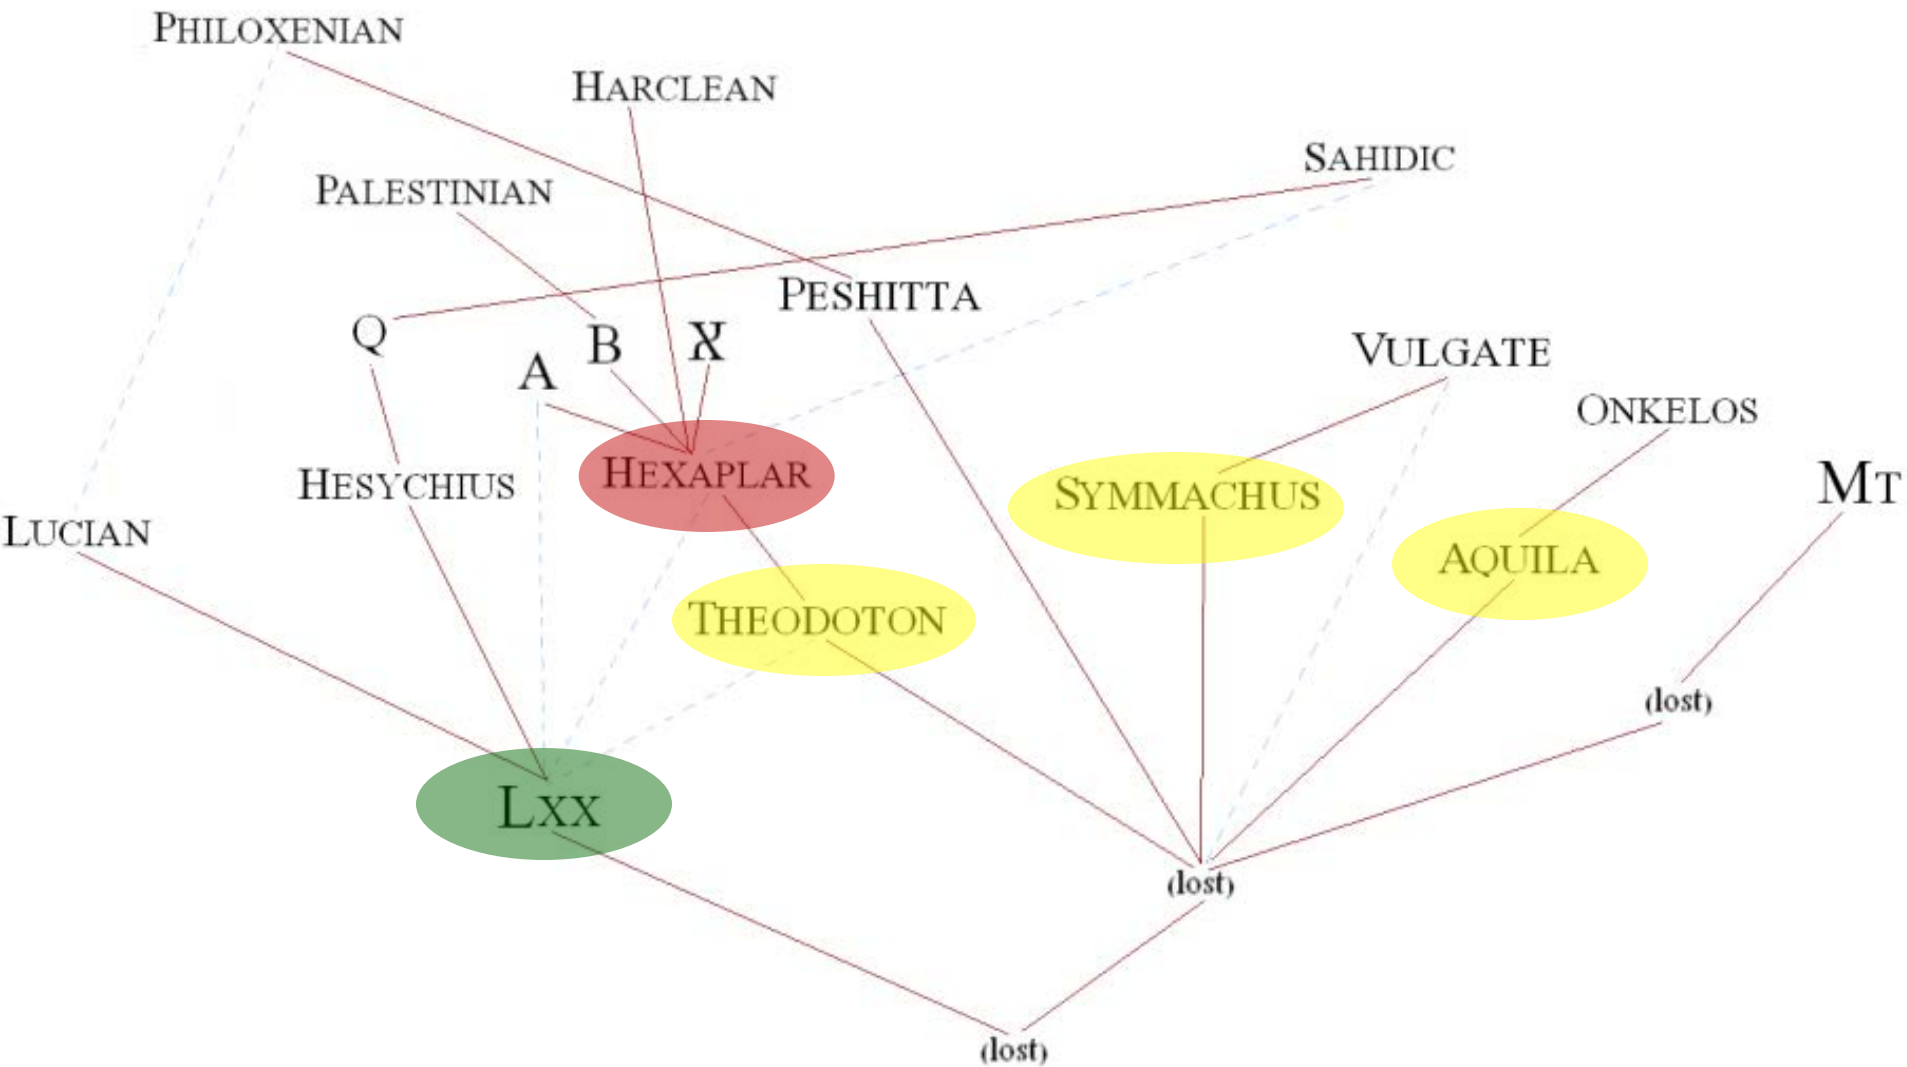 PHILOXENIAN
HARCLEAN
SAHIDIC
PALESTINIAN
PESHITTA
Q
B
A
VULGATE
ONKELOS
HESYCHIUS
HEXAPLAR
SYMMACHUS
MT
LUCIAN
AQUILA
THEODOTON
(lost)
LXX
(lost)
(lost)